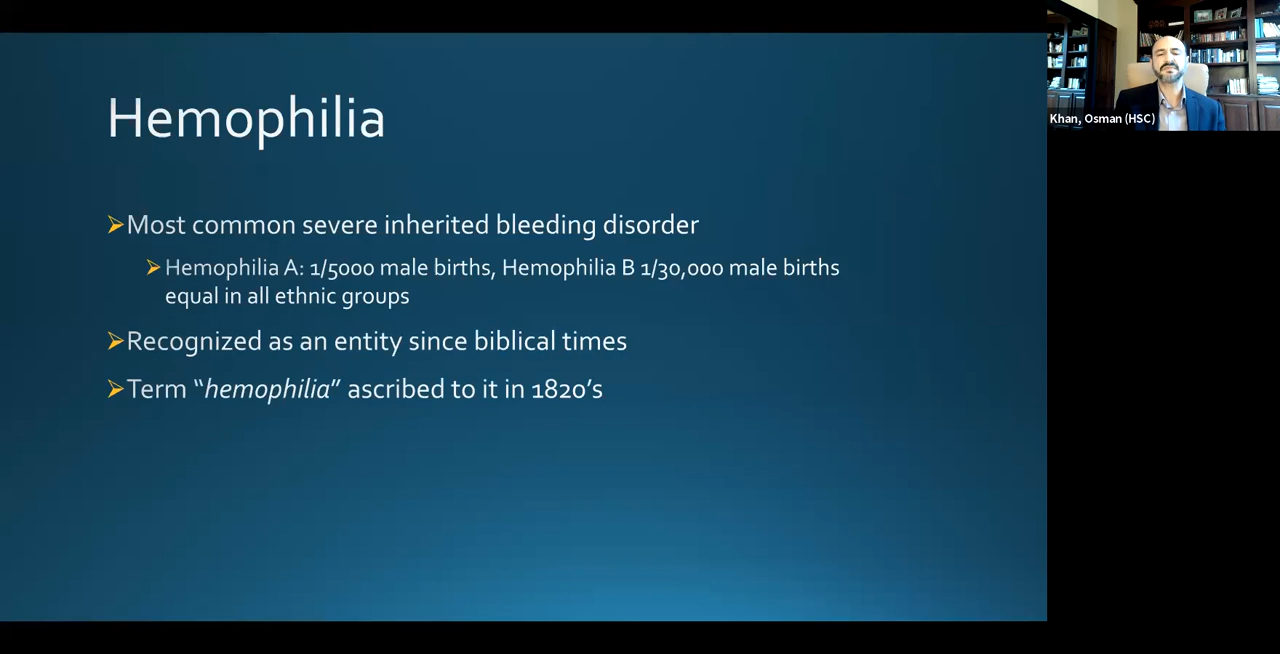 Hemophilia
Most common severe inherited bleeding disorder
Hemophilia A: 1/5000 male births, Hemophilia B 1/30,000 male births
equal in all ethnic groups
Recognized as an entity since biblical times
Term “hemophilia” ascribed to it in 1820’s
Khan, Osman (HSC)